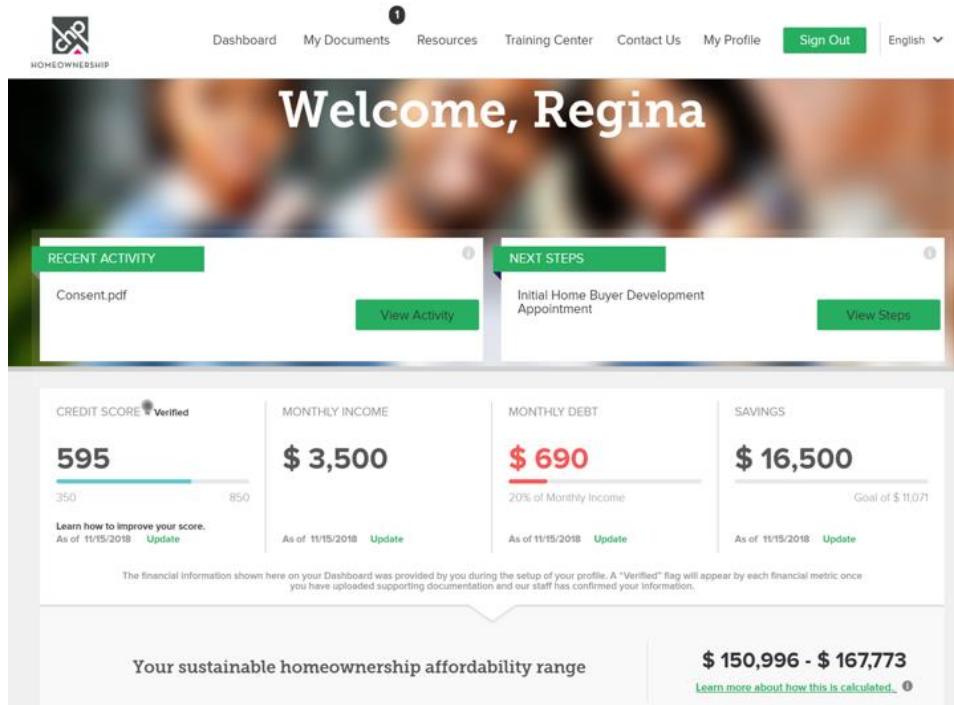 1
chp
HOMEOWNERSHIP
Dashboard My Documents Resources Training Center Contact Us My Profile Sign Out English
Welcome, Regina
RECENT ACTIVITY
Consent.pdf
View Activity
NEXT STEPS
Initial Home Buyer Development
Appointment
View Steps
CREDIT SCORE Verified
595
350 850
Learn how to improve your score.
As of 11/15/2018 Update
MONTHLY INCOME
$ 3,500
As of 11/15/2018 Update
MONTHLY DEBT
$ 690
20% of Monthly Income
As of 11/15/2018 Update
SAVINGS
$ 16,500
Goal of $ 11,071
As of 11/15/2018 Update
The financial information shown here on your Dashboard was provided by you during the setup of your profile. A "Verified" flag will appear by each financial metric once
you have uploaded supporting documentation and our staff has confirmed your information.
Your sustainable homeownership affordability range
$ 150,996 - $ 167,773
Learn more about how this is calculated.